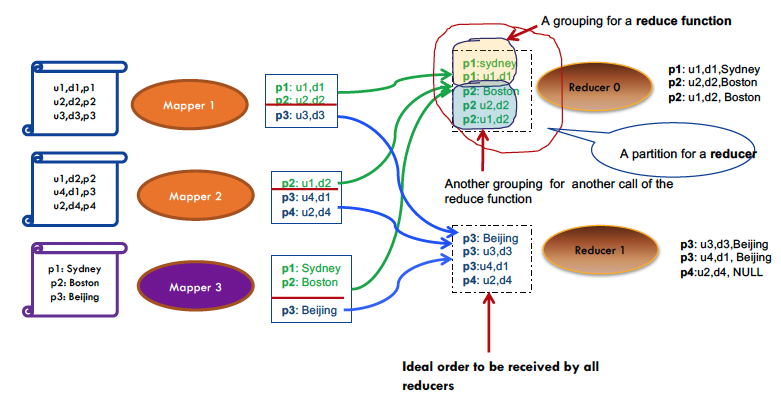 A grouping for a reduce function
u1,d1,p1
u2,d2,p2
u3,d3,p3
Mapper 1
p1: u1,d1
p2: u2,d2
p3: u3,d3
p1:sydney
p1: u1,d1
p2: Boston
p2 u2,d2
p2:u1,d2
Reducer 0
p1: u1,d1,Sydney
p2: u2,d2,Boston
p2: u1,d2, Boston
A partition for a reducer
u1,d2,p2
u4,d1,p3
u2,d4,p4
Mapper 2
p2: u1,d2
p3: u4,d1
p4: u2,d4
Another grouping for another call of the
reduce function
p1: Sydney
p2: Boston
p3: Beijing
Mapper 3
p1: Sydney
p2: Boston
p3: Beijing
p3: Beijing
p3: u3,d3
p3:u4,d1
p4: u2,d4
Reducer 1
p3: u3,d3,Beijing
p3: u4,d1, Beijing
p4:u2,d4, NULL
Ideal order to be received by all
reducers